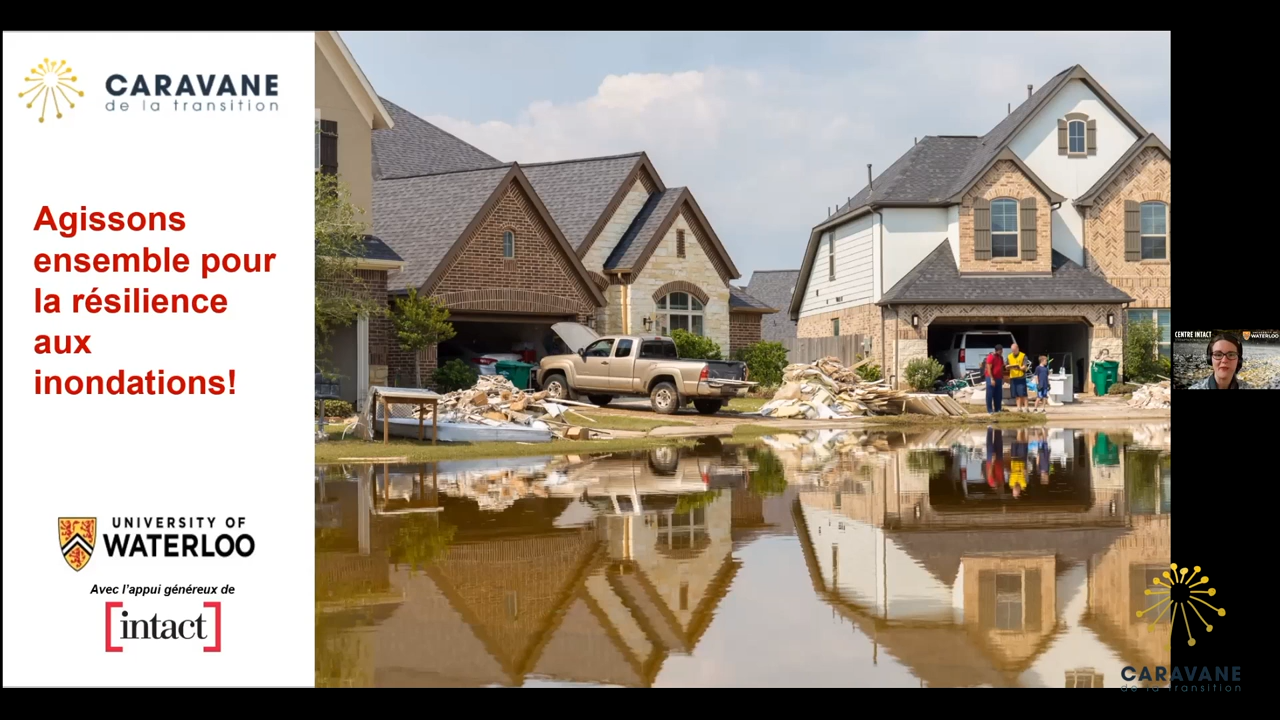 CARAVANE
de la transition
Agissons
ensemble pour
la résilience
aux
inondations!
UNIVERSITY OF
WATERLOO
Avec l'appui généreux de
[intact]
CENTRE INTACT
WATERLOO
CARAVANE
de la transition